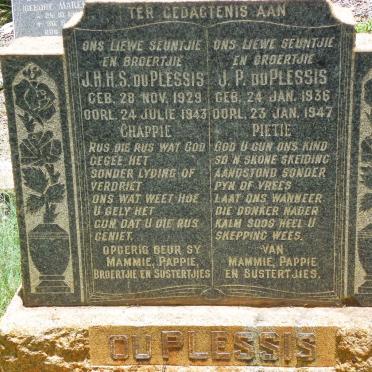 TER GEDAGTENIS AAN
ONS LIEWE SEUNTJIE
EN BROERTJIE
J.H.H.S. DU PLESSIS
GEB. 28 NOV. 1929
OORL. 24 JULIE 1943
CHAPPIE
RUS DIE RUS WAT GOD
GEGEE HET
SONDER LYDING OF
VERDRIET
ONS WAT WEET HOE
U GELY HET
GUN DAT U DIE RUS
GENIET.
OPGERIG DEUR SY
MAMMIE, PAPPIE,
BROERTJIE EN SUSTERTJIES
ONS LIEWE SEUNTJIE
EN BROERTJIE
J. P. DU PLESSIS
GEB. 24 JAN. 1936
OORL. 23 JAN. 1947
PIETIE
GOD U GUN ONS KIND
SO'N SKONE SKEIDING
AANDSTOND SONDER
PYN OF VREES
LAAT ONS WANNEER
DIE DONKER NADER
KALM SOOS HEEL U
SKEPPING WEES.
VAN
MAMMIE, PAPPIE
EN SUSTERTJIES.
DU PLESSIS